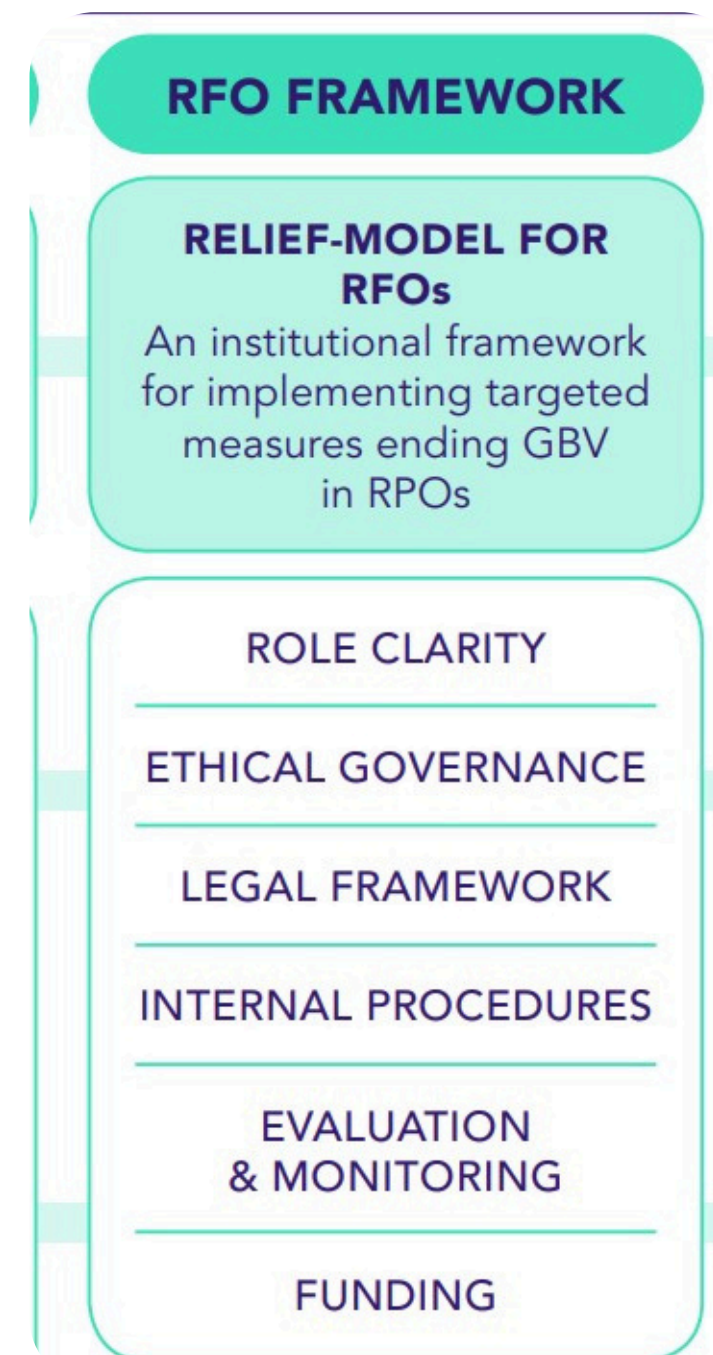 RFO FRAMEWORK
RELIEF-MODEL FOR
RFOs
An institutional framework
for implementing targeted
measures ending GBV
in RPOs
ROLE CLARITY
ETHICAL GOVERNANCE
LEGAL FRAMEWORK
INTERNAL PROCEDURES
EVALUATION
& MONITORING
FUNDING